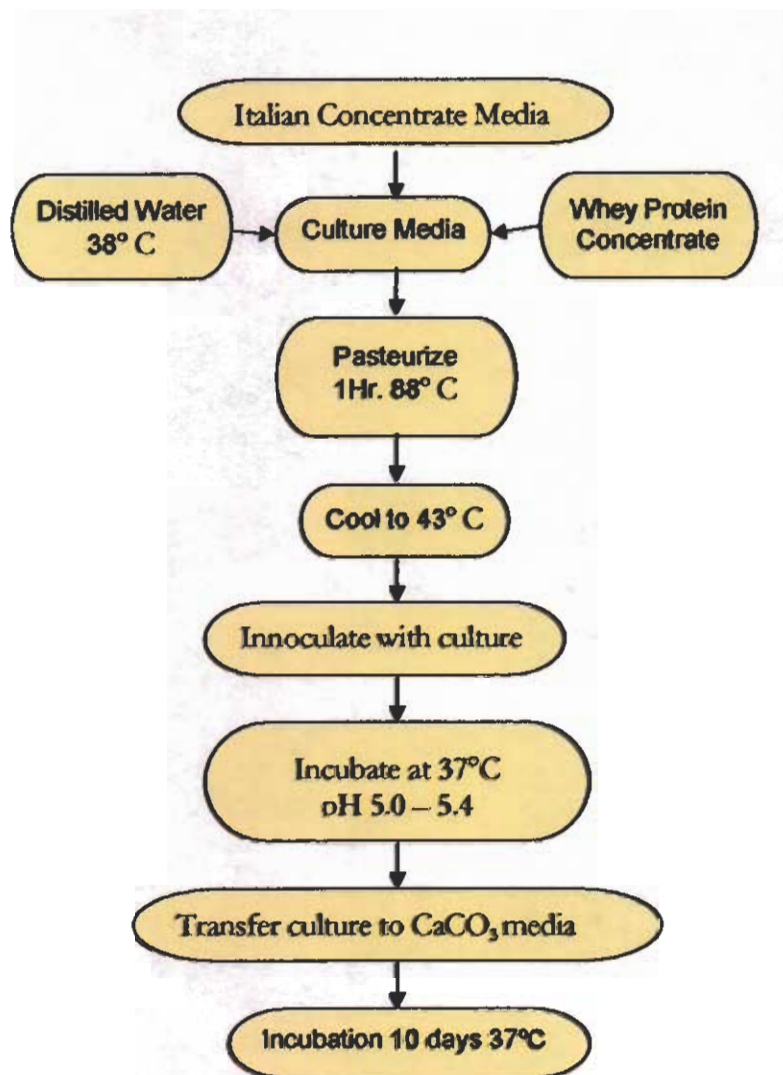 Italian Concentrate Media
Distilled Water
38° C
Culture Media
Whey Protein
Concentrate
Pasteurize
1Hr. 88° C
Cool to 43° C
Innoculate with culture
Incubate at 37°C
pH 5.0 – 5.4
Transfer culture to CaCO₃ media
Incubation 10 days 37°C